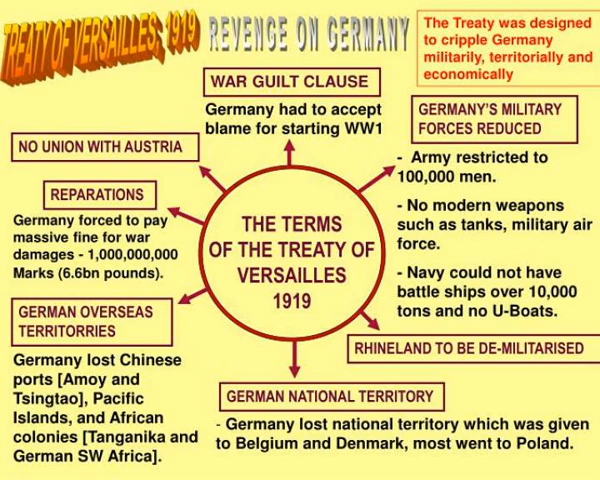 TREATY OF VERSAILLES, 1919
REVENGE ON GERMANY
The Treaty was designed
to cripple Germany
militarily, territorially and
economically
WAR GUILT CLAUSE
Germany had to accept
blame for starting WW1
GERMANY'S MILITARY
FORCES REDUCED
- Army restricted to
100,000 men.
- No modern weapons
such as tanks, military air
force.
- Navy could not have
battle ships over 10,000
tons and no U-Boats.
NO UNION WITH AUSTRIA
REPARATIONS
Germany forced to pay
massive fine for war
damages - 1,000,000,000
Marks (6.6bn pounds).
THE TERMS
OF THE TREATY OF
VERSAILLES
1919
GERMAN OVERSEAS
TERRITORRIES
Germany lost Chinese
ports [Amoy and
Tsingtao], Pacific
Islands, and African
colonies [Tanganika and
German SW Africa].
RHINELAND TO BE DE-MILITARISED
GERMAN NATIONAL TERRITORY
- Germany lost national territory which was given
to Belgium and Denmark, most went to Poland.